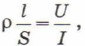 ρ l/S = U/I ,